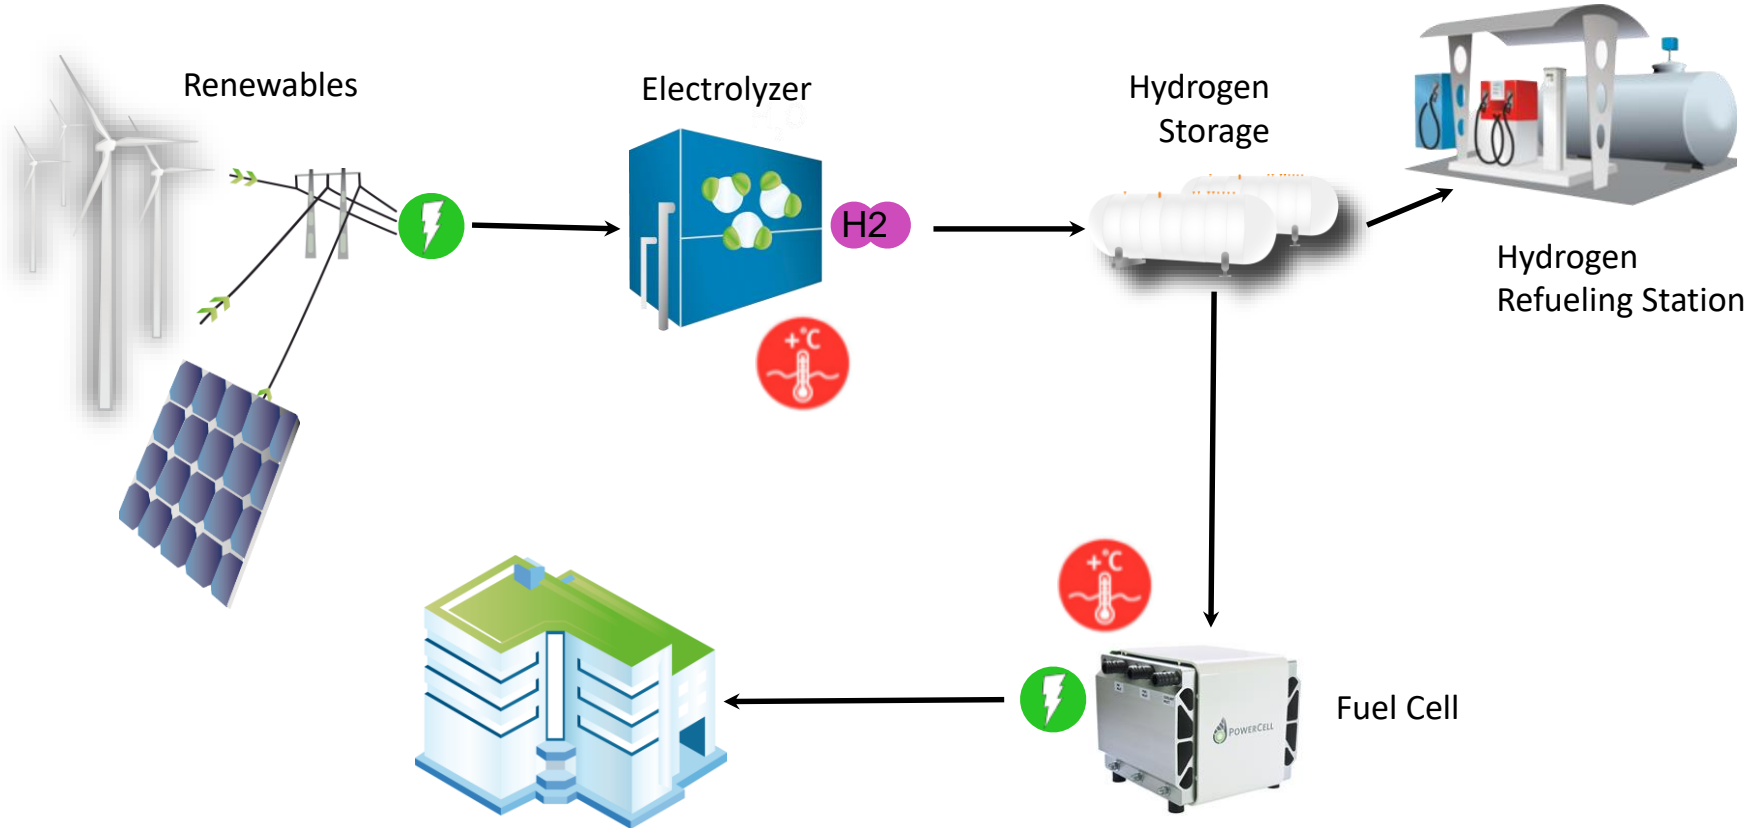 Renewables
Electrolyzer
Hydrogen
Storage
H2
Hydrogen
Refueling Station
+°C
+°C
POWERCELL
Fuel Cell